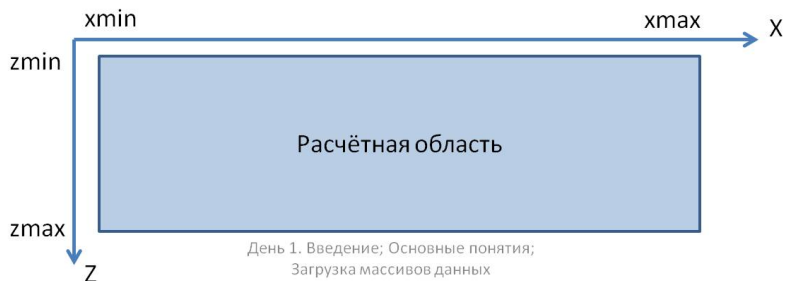 xmin
xmax
X
zmin
Расчётная область
zmax
День 1. Введение; Основные понятия;
Загрузка массивов данных
Z